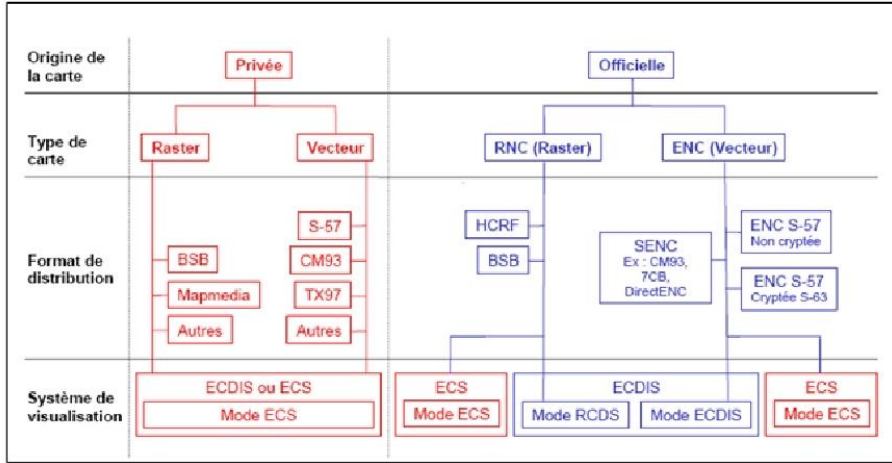 Origine de
la carte
Privée
Officielle
Type de
carte
Raster
Vecteur
RNC (Raster)
ENC (Vecteur)
Format de
distribution
BSB
Mapmedia
Autres
S-57
CM93
TX97
Autres
HCRF
BSB
SENC
Ex : CM93,
7CB,
DirectENC
ENC S-57
Non cryptée
ENC S-57
Cryptée S-63
Système de
visualisation
ECDIS ou ECS
Mode ECS
ECS
Mode ECS
ECDIS
Mode RCDS
Mode ECDIS
ECS
Mode ECS